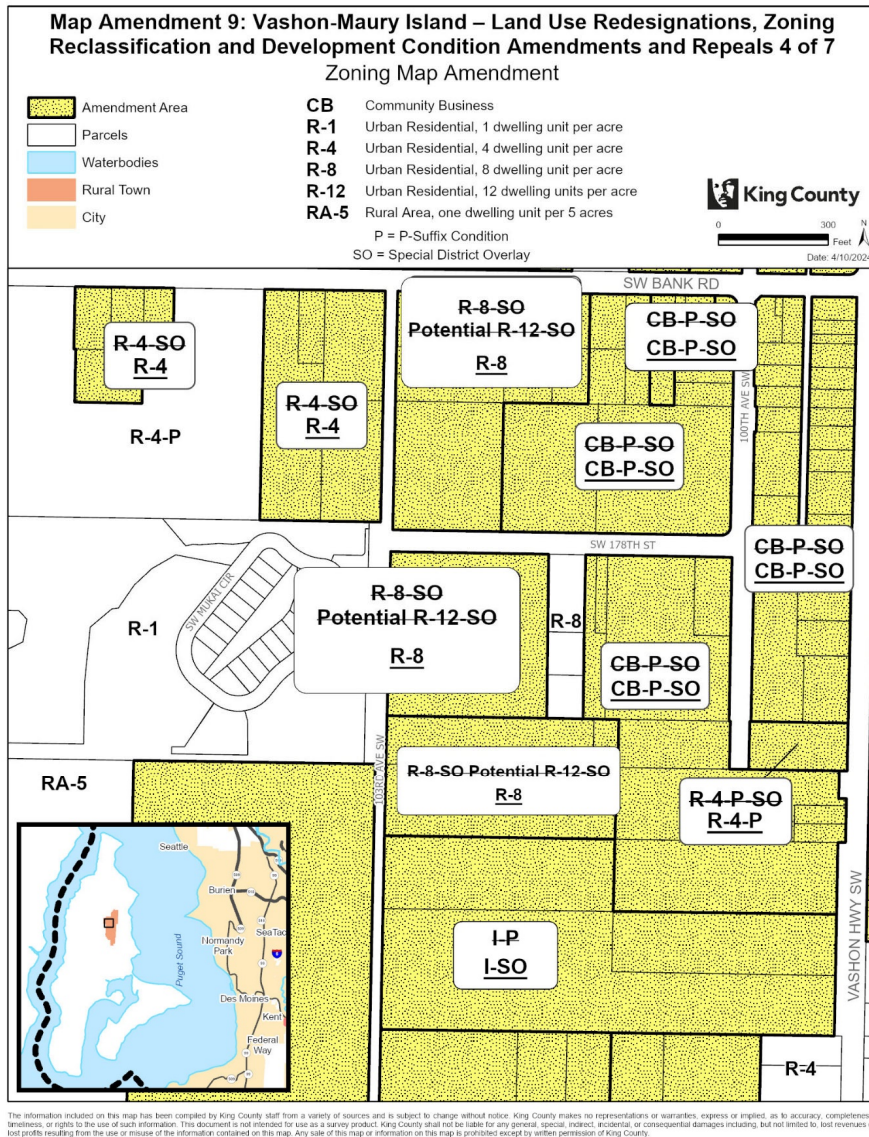 Map Amendment 9: Vashon-Maury Island – Land Use Redesignations, Zoning
Reclassification and Development Condition Amendments and Repeals 4 of 7
Zoning Map Amendment
Amendment Area
Parcels
Waterbodies
Rural Town
City
CB Community Business
R-1 Urban Residential, 1 dwelling unit per acre
R-4 Urban Residential, 4 dwelling unit per acre
R-8 Urban Residential, 8 dwelling unit per acre
R-12 Urban Residential, 12 dwelling units per acre
RA-5 Rural Area, one dwelling unit per 5 acres
P = P-Suffix Condition
SO = Special District Overlay
King County
0 300
Feet
N
Date: 4/10/2024
SW BANK RD
R-8-SO
Potential R-12-SO
R-8
CB-P-SO
CB-P-SO
R-4-SO
R-4
R-4-SO
R-4
100TH AVE SW
R-4-P
CB-P-SO
CB-P-SO
SW 178TH ST
CB-P-SO
CB-P-SO
SW MUKAI CIR
R-1
R-8-SO
Potential R-12-SO
R-8
R-8
CB-P-SO
CB-P-SO
103RD AVE SW
RA-5
R-8-SO Potential R-12-SO
R-8
R-4-P-SO
R-4-P
VASHON HWY SW
I-P
I-SO
R-4
Seattle
Burien
Normandy
Park
SeaTac
Puget Sound
Des Moines
Kent
Federal
Way
The information included on this map has been compiled by King County staff from a variety of sources and is subject to change without notice. King County makes no representations or warranties, express or implied, as to accuracy, completeness,
timeliness, or rights to the use of such information. This document is not intended for use as a survey product. King County shall not be liable for any general, special, indirect, incidental, or consequential damages including, but not limited to, lost revenues or
lost profits resulting from the use or misuse of the information contained on this map. Any sale of this map or information on this map is prohibited except by written permission of King County.